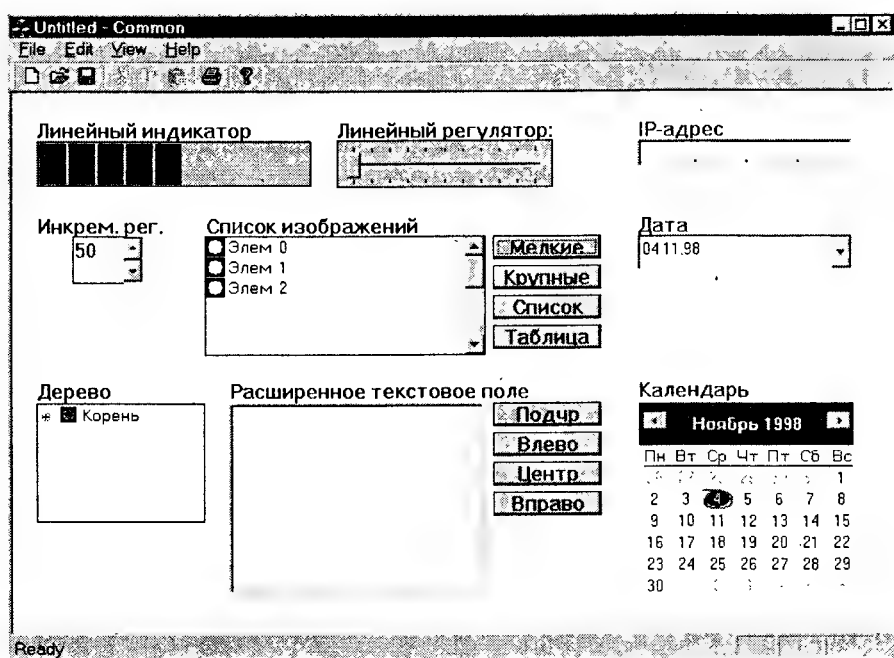 Untitled - Common
File Edit View Help
Линейный индикатор
Линейный регулятор:
IP-адрес
Инкрем. рег.
50
Список изображений
Элем 0
Элем 1
Элем 2
Мелкие
Крупные
Список
Таблица
Дата
04.11.98
Дерево
Корень
Расширенное текстовое поле
Подчр
Влево
Центр
Вправо
Календарь
Ноябрь 1998
Пн Вт Ср Чт Пт Сб Вс
1
2 3 4 5 6 7 8
9 10 11 12 13 14 15
16 17 18 19 20 21 22
23 24 25 26 27 28 29
30
Ready